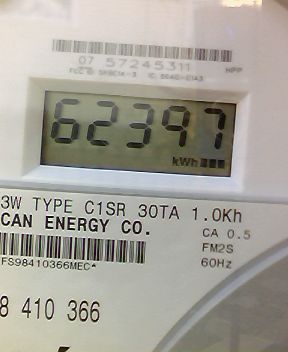 07 57245311
HPP
62397
kWh
3W TYPE C1SR 30TA 1.0Kh
CAN ENERGY CO.
CA 0.5
FM2S
FS98410366MEC*
60Hz
8 410 366